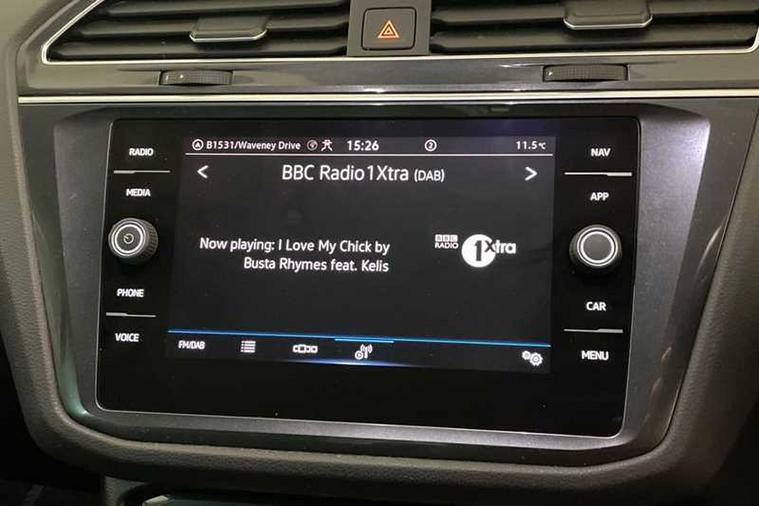 B1531/Waveney Drive 15:26 2 11.5°C
BBC Radio 1Xtra (DAB)
Now playing: I Love My Chick by
Busta Rhymes feat. Kelis
BBC
RADIO
1Xtra
FM/DAB
RADIO
MEDIA
PHONE
VOICE
NAV
APP
CAR
MENU